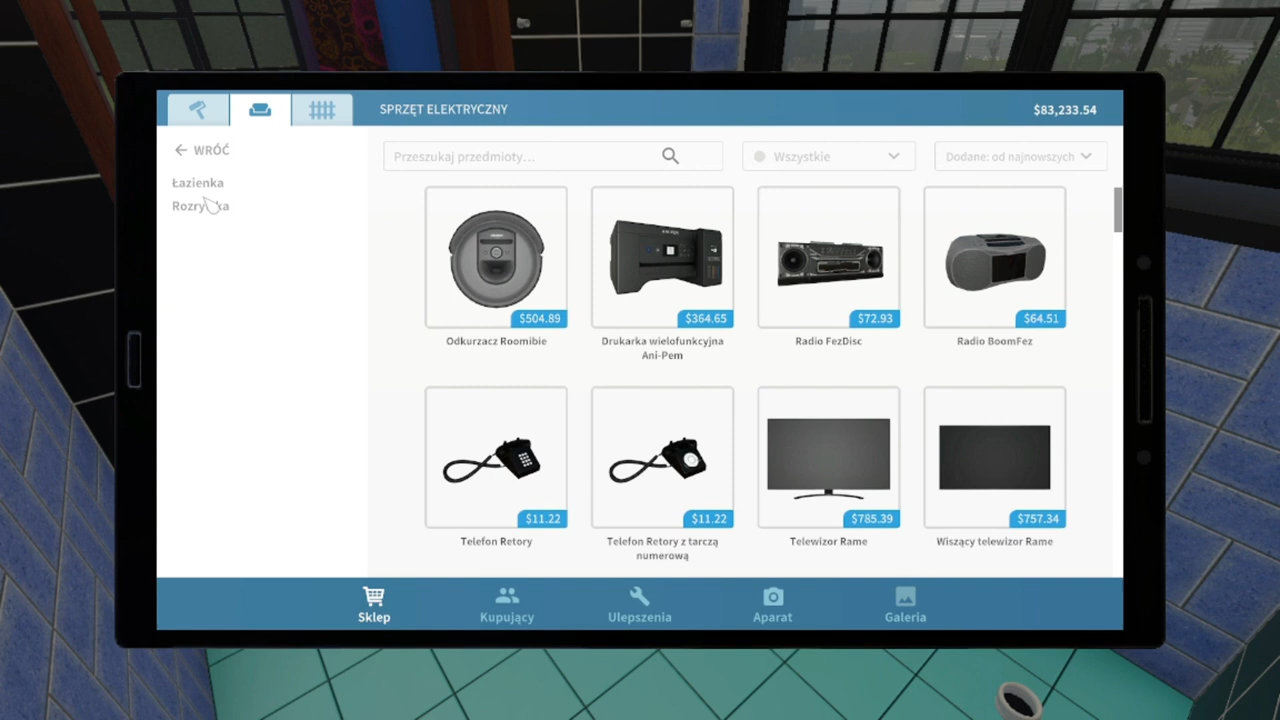 SPRZĘT ELEKTRYCZNY
$83,233.54
WRÓĆ
Łazienka
Przeszukaj przedmioty...
Wszystkie
Dodane: od najnowszych
$504.89
$364.65
$72.93
$64.51
Odkurzacz Roomibie
Drukarka wielofunkcyjna
Ani-Pem
Radio FezDisc
Radio BoomFez
$11.22
$11.22
$785.39
$757.34
Telefon Retory
Telefon Retory z tarczą
numerową
Telewizor Rame
Wiszący telewizor Rame
Sklep
Kupujący
Ulepszenia
Aparat
Galeria